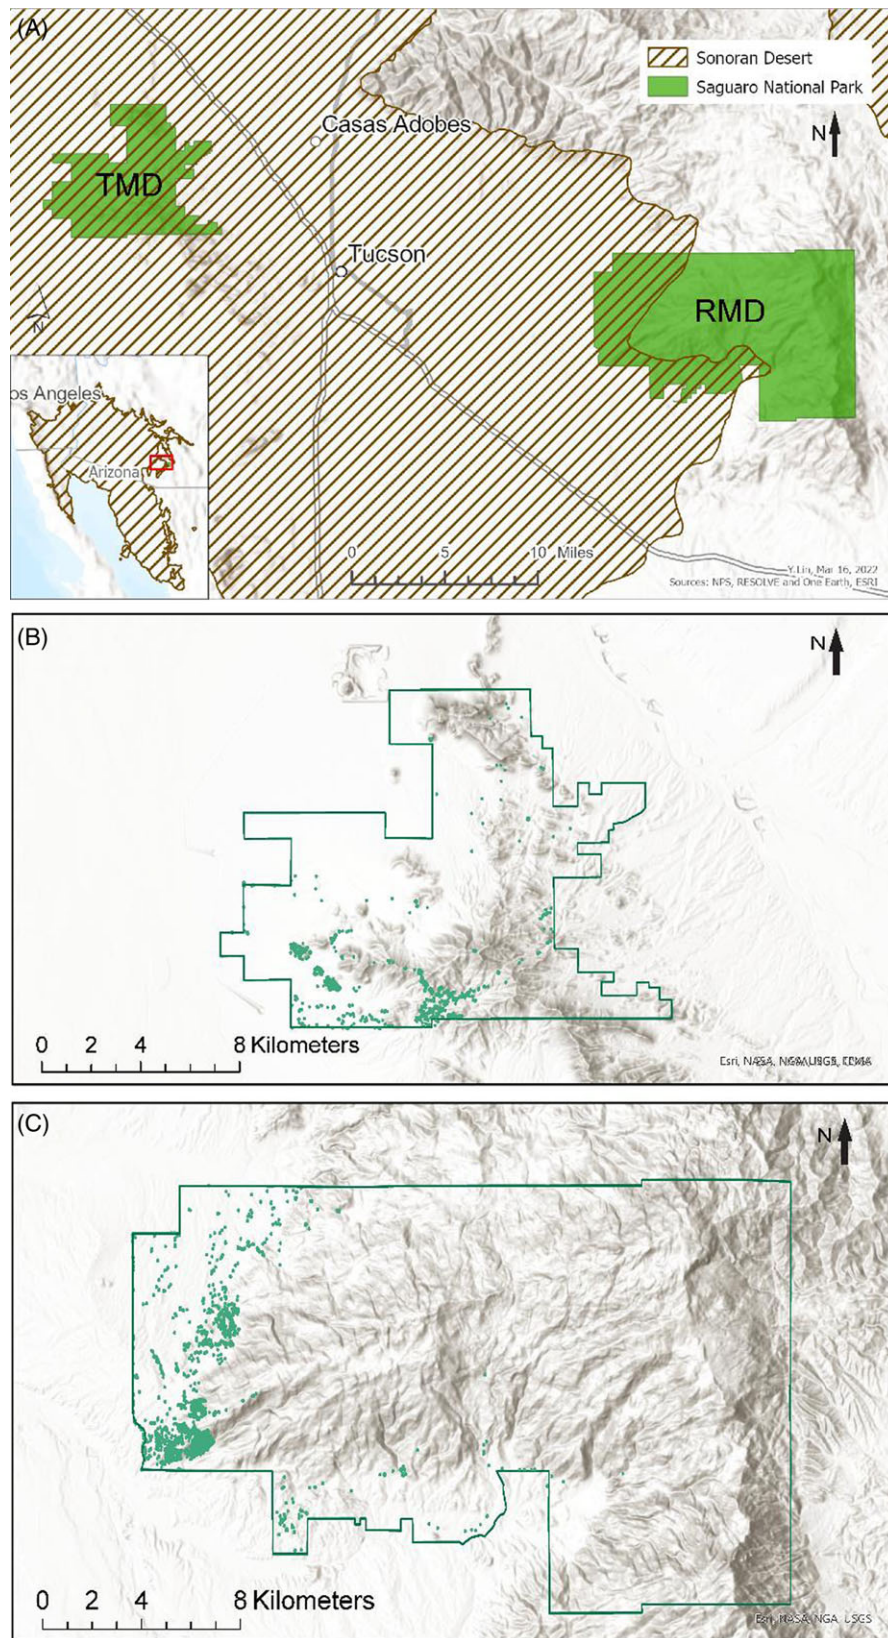 (A)
Sonoran Desert
Saguaro National Park
N
Casas Adobes
TMD
Tucson
RMD
N
os Angeles
Arizona
0 5 10 Miles
Y.Lin, Mar 16, 2022
Sources: NPS, RESOLVE and One Earth, ESRI
(B)
N
0 2 4 8 Kilometers
Esri, NASA, NGA, USGS,
(C)
N
0 2 4 8 Kilometers
Esri, NASA, NGA, USGS